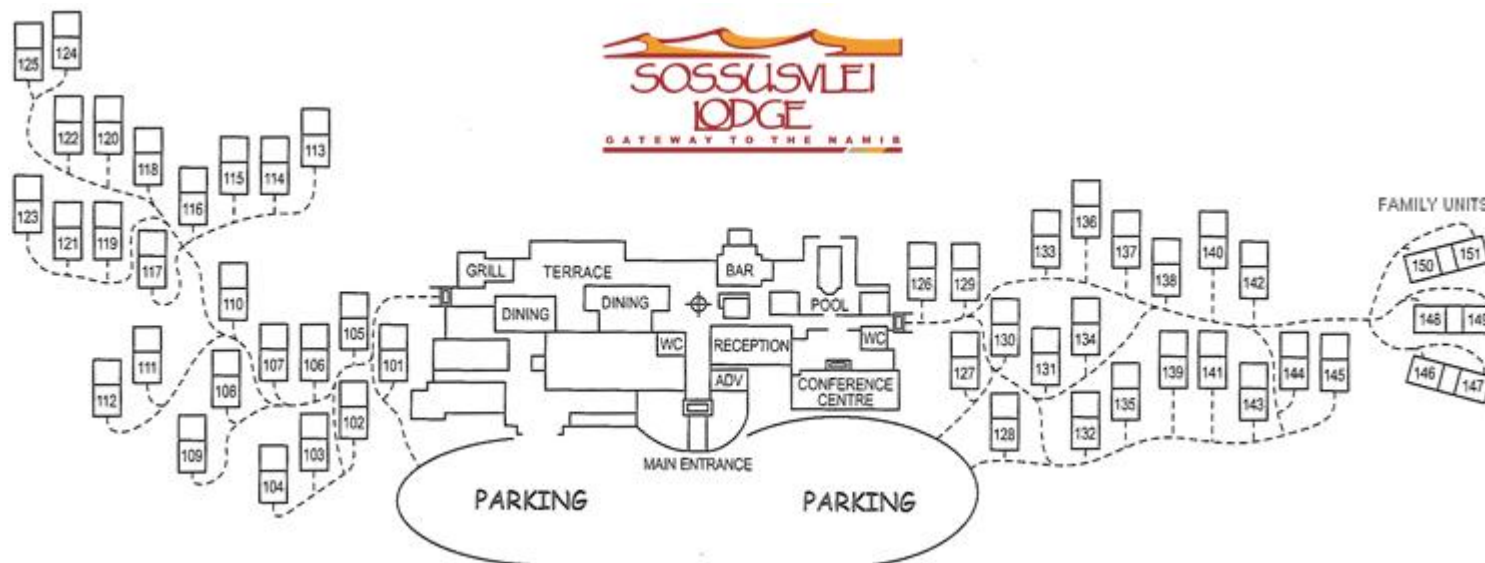 SOSSUSVLEI
LODGE
GATEWAY TO THE NAMIB
125
124
122
120
118
113
115
114
116
123
121
119
117
110
111
112
108
109
107
106
105
101
102
103
104
GRILL
TERRACE
BAR
DINING
DINING
POOL
WC
RECEPTION
WC
ADV
CONFERENCE
CENTRE
MAIN ENTRANCE
PARKING
PARKING
126
129
127
130
128
133
136
137
138
140
142
131
134
132
135
139
141
143
144
145
FAMILY UNITS
150 151
148 149
146 147